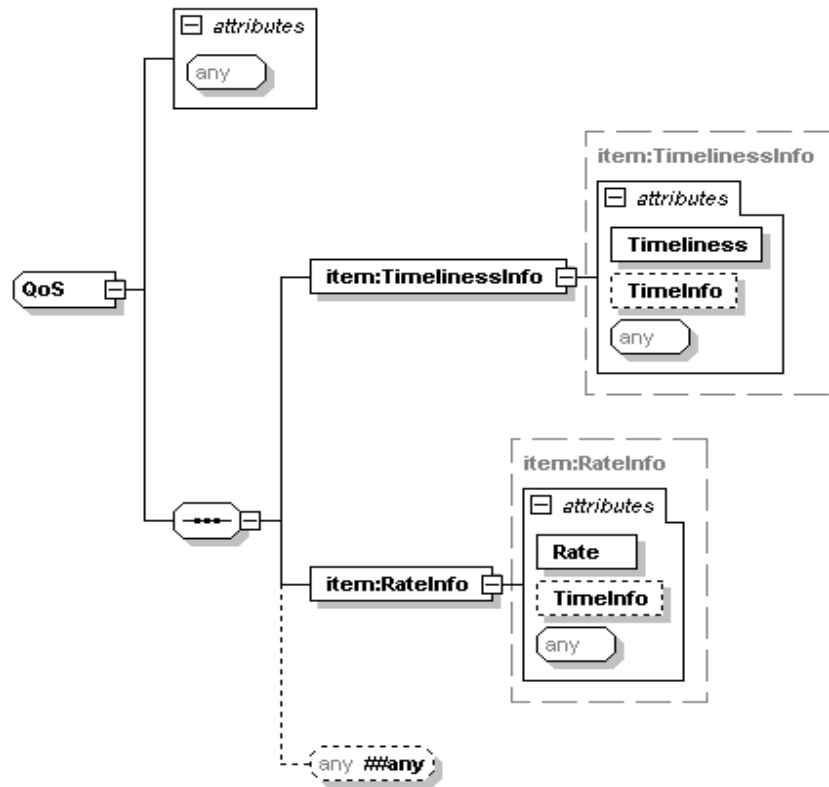 attributes
any
item:TimelinessInfo
attributes
Timeliness
item:TimelinessInfo
QoS
TimeInfo
any
item:RateInfo
attributes
Rate
item:RateInfo
TimeInfo
any
any ##any